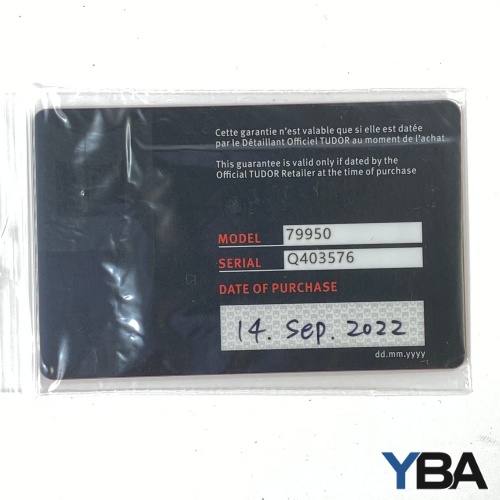 Cette garantie n'est valable que si elle est datée
par le Détaillant Officiel TUDOR au moment de l'achat
This guarantee is valid only if dated by the
Official TUDOR Retailer at the time of purchase
MODEL 79950
SERIAL Q403576
DATE OF PURCHASE
14. Sep. 2022
dd.mm.yyyy
YBA